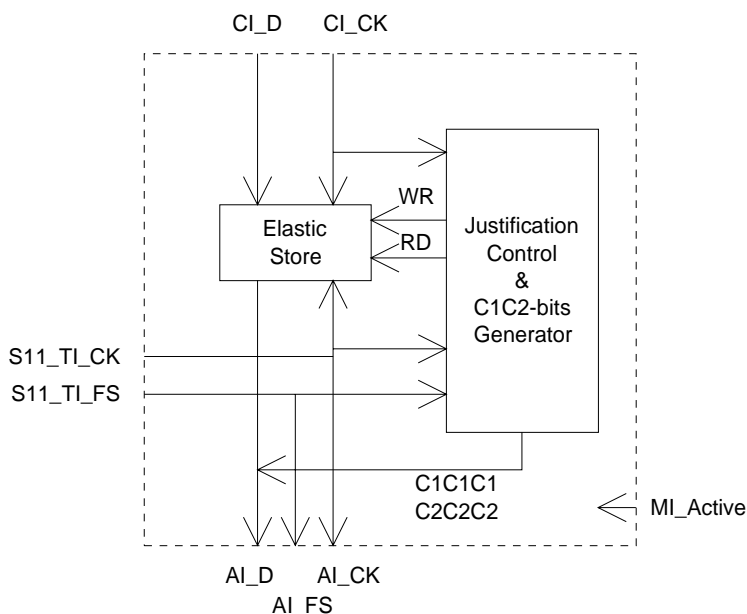 CI_D
CI_CK
WR
RD
Elastic
Store
Justification
Control
&
C1C2-bits
Generator
S11_TI_CK
S11_TI_FS
C1C1C1
C2C2C2
MI_Active
AI_D
AI_CK
AI_FS